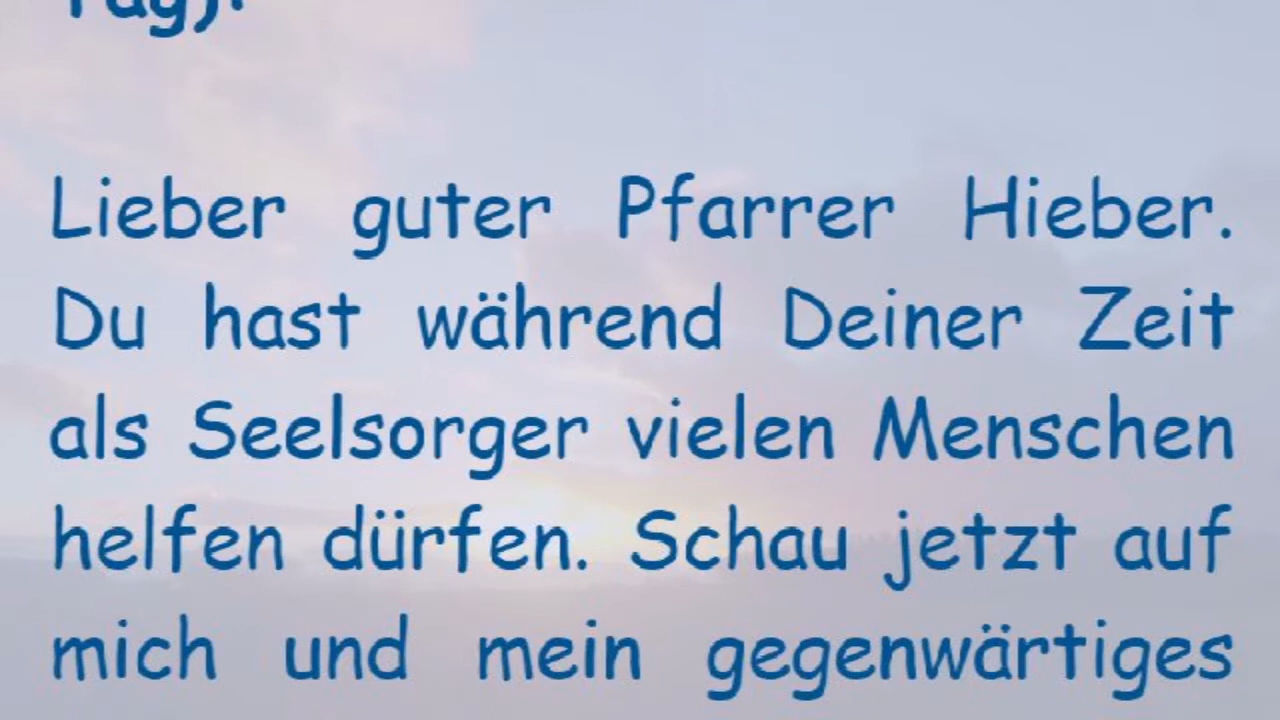 Tag):
Lieber guter Pfarrer Hieber.
Du hast während Deiner Zeit
als Seelsorger vielen Menschen
helfen dürfen. Schau jetzt auf
mich und mein gegenwärtiges